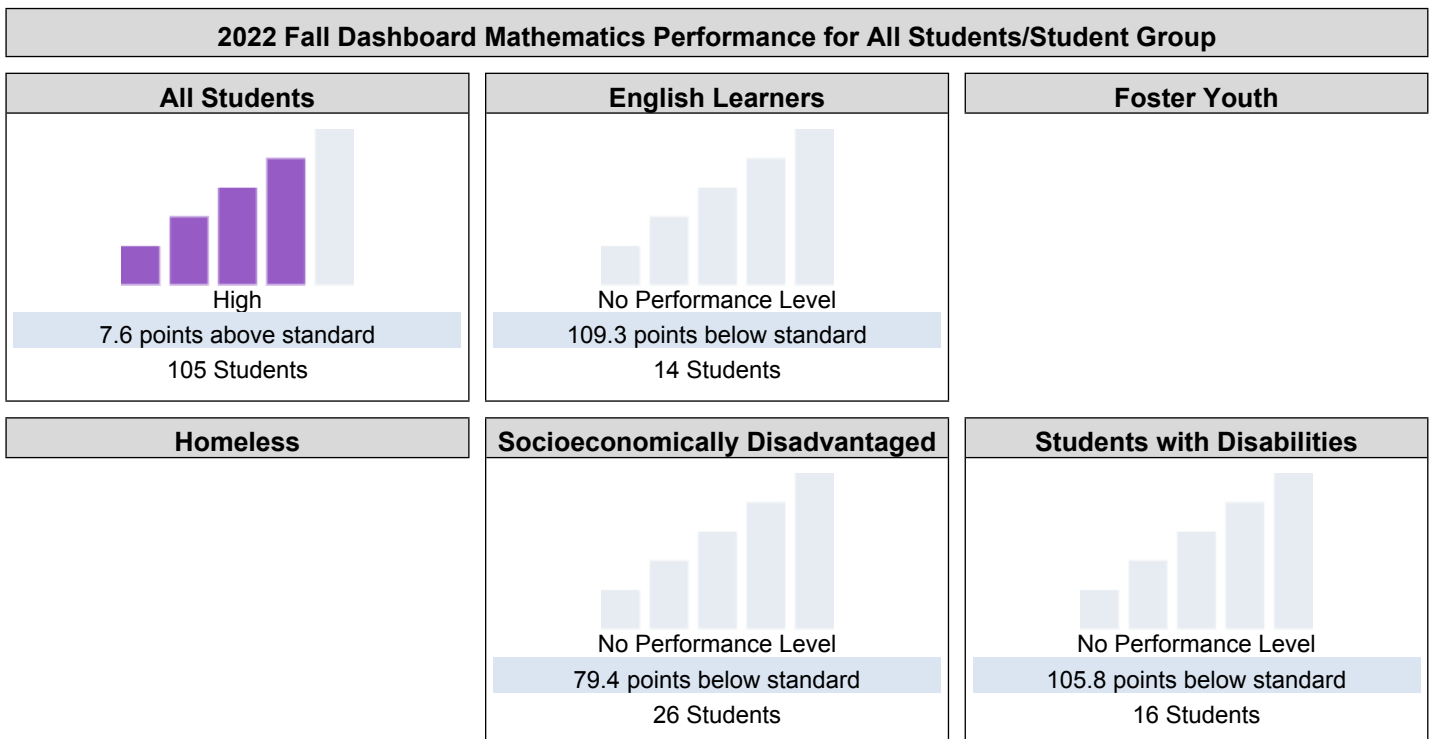 2022 Fall Dashboard Mathematics Performance for All Students/Student Group
All Students
High
7.6 points above standard
105 Students
English Learners
No Performance Level
109.3 points below standard
14 Students
Foster Youth
Homeless
Socioeconomically Disadvantaged
No Performance Level
79.4 points below standard
26 Students
Students with Disabilities
No Performance Level
105.8 points below standard
16 Students